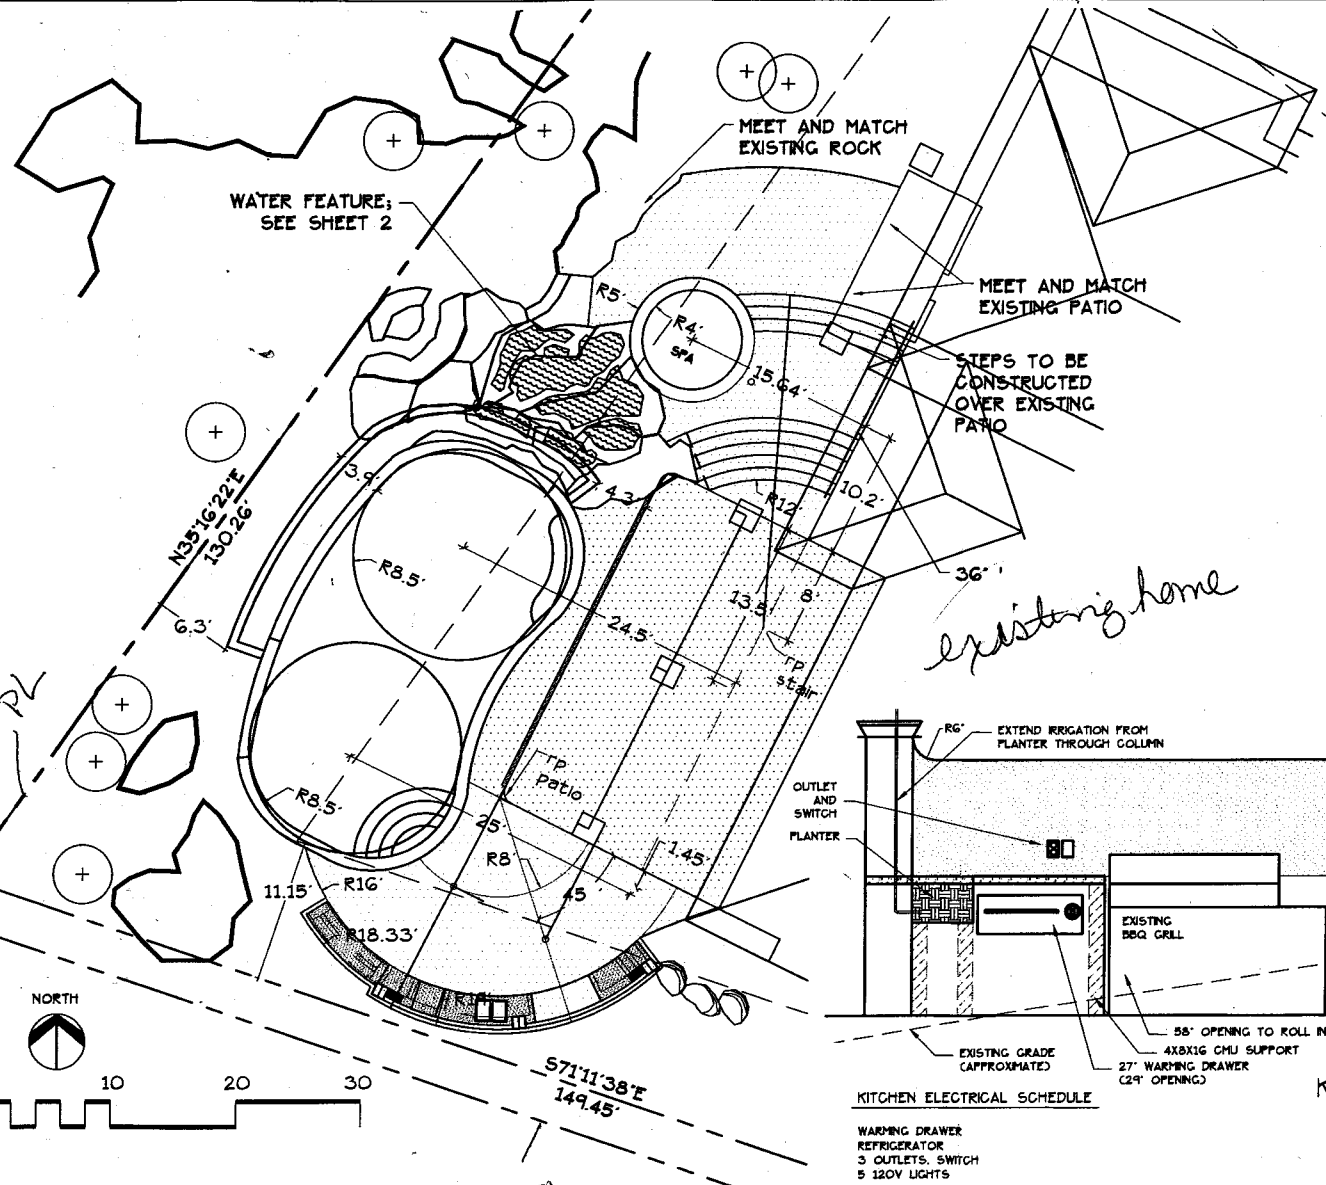 MEET AND MATCH
EXISTING ROCK
WATER FEATURE;
SEE SHEET 2
MEET AND MATCH
EXISTING PATIO
R5'
R4'
SPA
15.64'
STEPS TO BE
CONSTRUCTED
OVER EXISTING
PATIO
3.9'
4.3'
R12'
10.2'
N35°16'22"E
130.26'
R8.5'
36"
13.5'
8'
6.3'
24.5'
rp
stair
existing home
PL
rp
patio
R8.5'
25'
R8'
1.45'
11.15'
R16'
45'
R18.33'
NORTH
10
20
30
S71°11'38"E
149.45'
R6"
EXTEND IRRIGATION FROM
PLANTER THROUGH COLUMN
OUTLET
AND
SWITCH
PLANTER
EXISTING
BBQ GRILL
58" OPENING TO ROLL IN
4X8X16 CMU SUPPORT
27" WARMING DRAWER
(29" OPENING)
EXISTING GRADE
(APPROXIMATE)
KITCHEN ELECTRICAL SCHEDULE
WARMING DRAWER
REFRIGERATOR
3 OUTLETS, SWITCH
5 120V LIGHTS